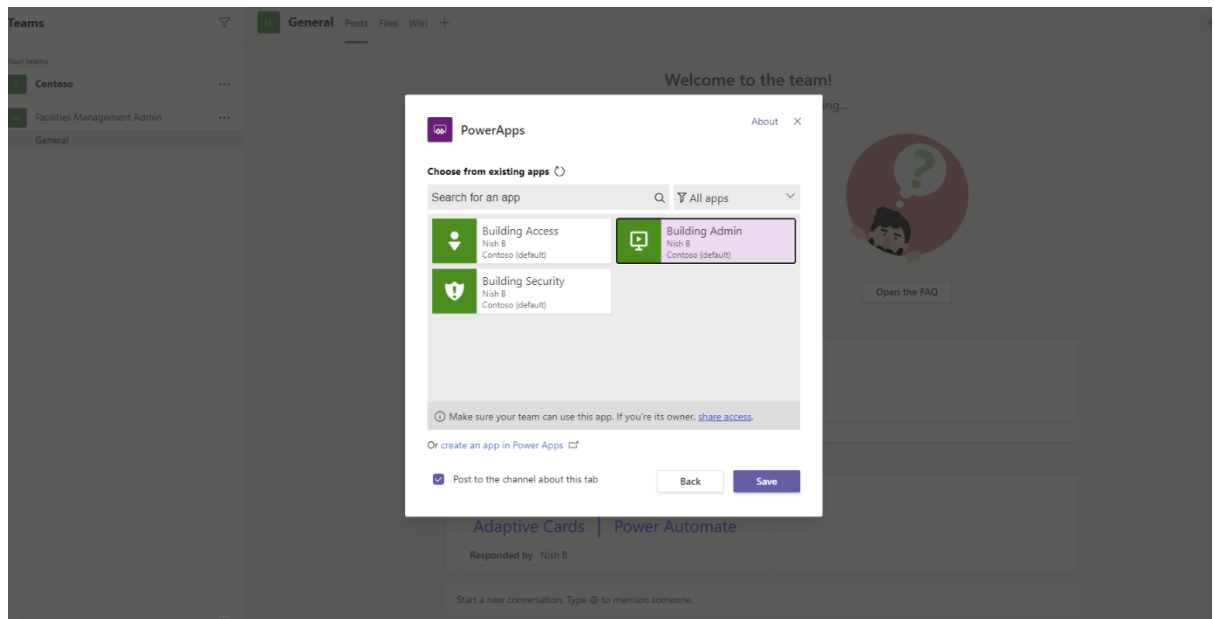 Teams
General Posts Files Wiki
Your teams
Contoso
Facilities Management Admin
General
Welcome to the team!
ng...
Open the FAQ
PowerApps
About
Choose from existing apps
Search for an app
All apps
Building Access
Nish B
Contoso (default)
Building Admin
Nish B
Contoso (default)
Building Security
Nish B
Contoso (default)
Make sure your team can use this app. If you're its owner, share access.
Or create an app in Power Apps
Post to the channel about this tab
Back
Save
Adaptive Cards | Power Automate
Responded by Nish B
Start a new conversation. Type @ to mention someone.